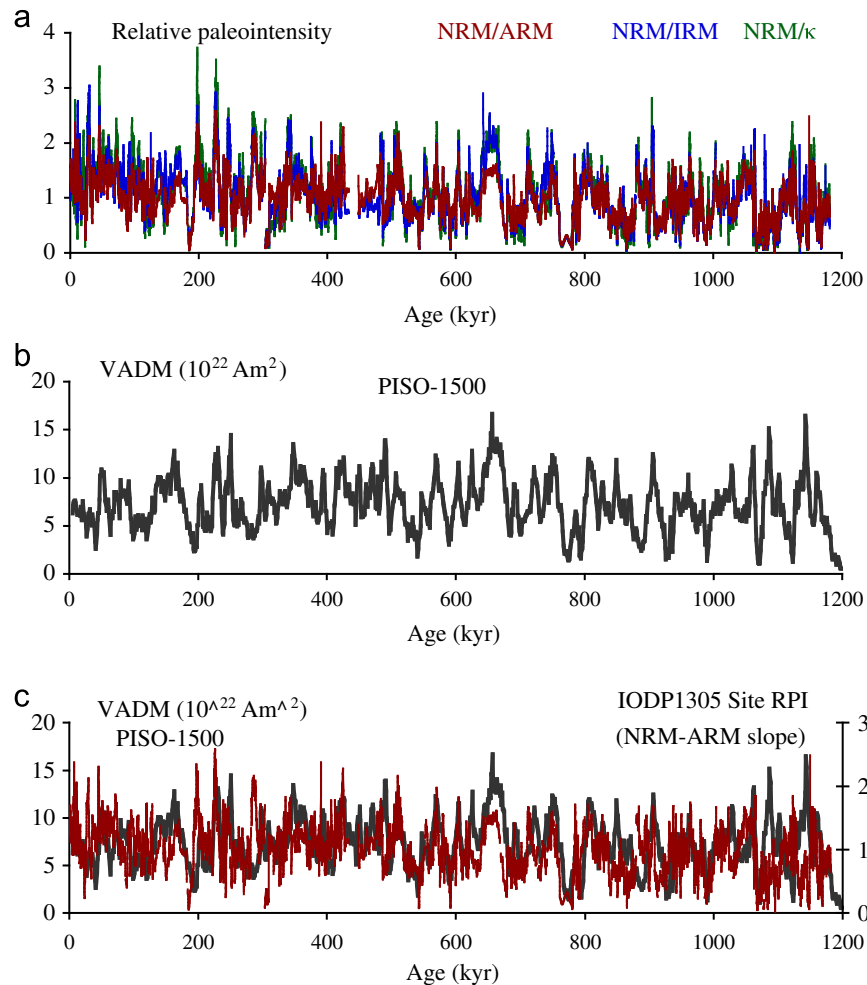 a
Relative paleointensity NRM/ARM NRM/IRM NRM/κ
4
3
2
1
0
0 200 400 600 800 1000 1200
Age (kyr)
b
VADM (10²² Am²)
PISO-1500
20
15
10
5
0
0 200 400 600 800 1000 1200
Age (kyr)
c
VADM (10^²² Am^ ²) IODP1305 Site RPI
PISO-1500 (NRM-ARM slope)
20 3
15
2
10
1
5
0 0
0 200 400 600 800 1000 1200
Age (kyr)